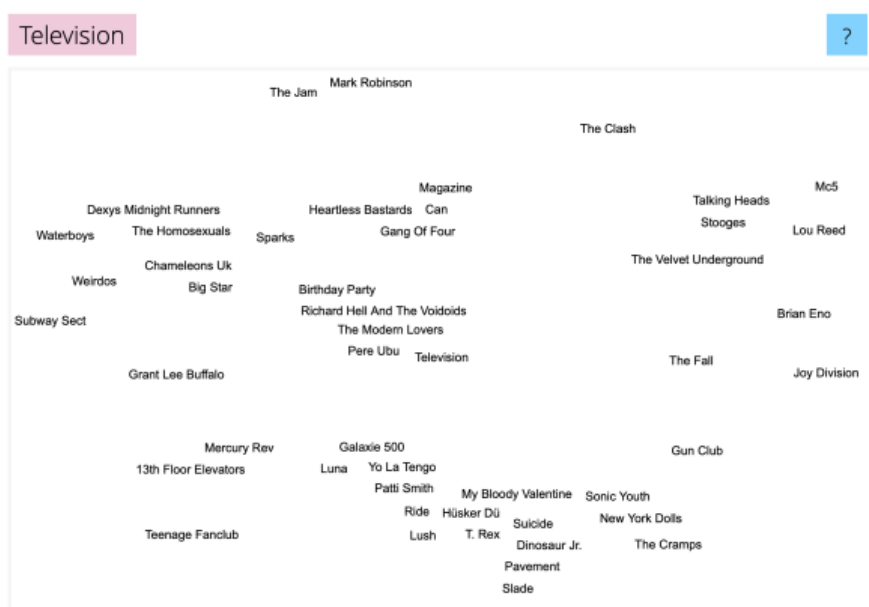 Television
?
Mark Robinson
The Jam
The Clash
Magazine
Mc5
Talking Heads
Dexys Midnight Runners
Heartless Bastards
Can
Stooges
Waterboys
The Homosexuals
Sparks
Gang Of Four
Lou Reed
The Velvet Underground
Chameleons Uk
Weirdos
Big Star
Birthday Party
Richard Hell And The Voidoids
Brian Eno
Subway Sect
The Modern Lovers
Pere Ubu
Television
The Fall
Grant Lee Buffalo
Joy Division
Mercury Rev
Galaxie 500
Gun Club
13th Floor Elevators
Luna
Yo La Tengo
Patti Smith
My Bloody Valentine
Sonic Youth
Ride
Hüsker Dü
New York Dolls
Suicide
Teenage Fanclub
Lush
T. Rex
Dinosaur Jr.
The Cramps
Pavement
Slade